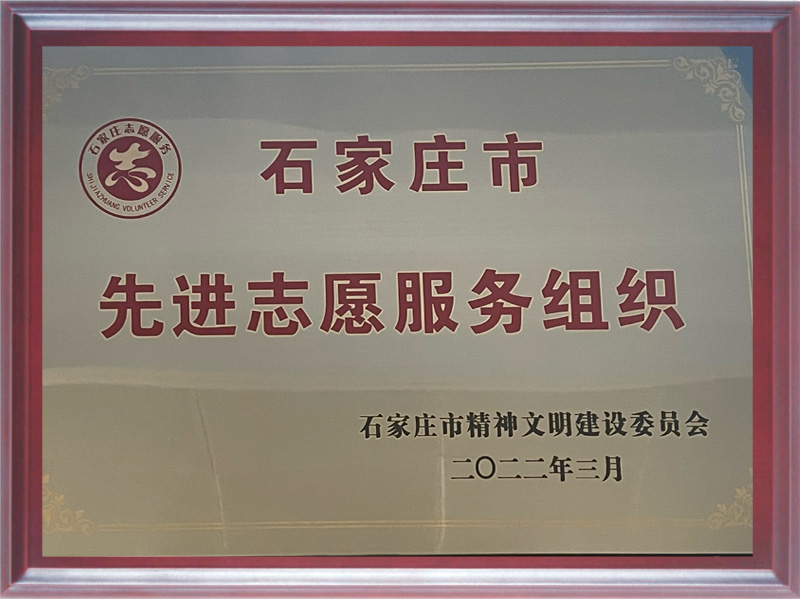 石家庄志愿服务
志
SHIJIAZHUANG VOLUNTEER SERVICE
石家庄市
先进志愿服务组织
石家庄市精神文明建设委员会
二〇二二年三月